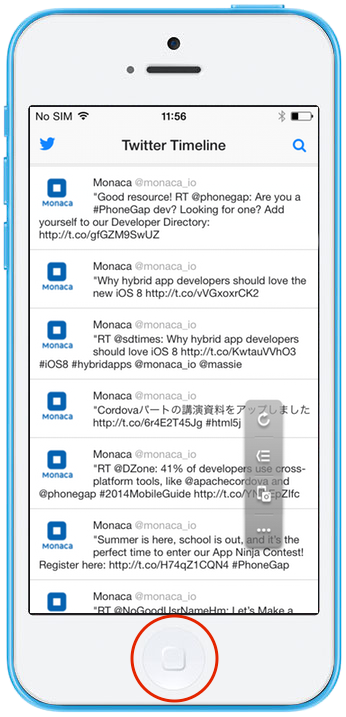 No SIM 11:56
Twitter Timeline
Monaca @monaca_io
"Good resource! RT @phonegap: Are you a
#PhoneGap dev? Looking for one? Add
yourself to our Developer Directory:
http://t.co/gfGZM9SwUZ
monaca
Monaca @monaca_io
"Why hybrid app developers should love the
new iOS 8 http://t.co/vVGxoxrCK2
monaca
Monaca @monaca_io
"RT @sdtimes: Why hybrid app developers
should love iOS 8 http://t.co/KwtauVVhO3
#iOS8 #hybridapps @monaca_io @massie
monaca
Monaca @monaca_io
"Cordovaパートの講演資料をアップしました
http://t.co/6r4E2T45Jg #html5j
monaca
Monaca @monaca_io
"RT @DZone: 41% of developers use cross-
platform tools, like @apachecordova and
@phonegap #2014MobileGuide
monaca
Monaca @monaca_io
"Summer is here, school is out, and it's the
perfect time to enter our App Ninja Contest!
Register here: http://t.co/H74qZ1CQN4 #PhoneGap
monaca
Monaca @monaca_io
"RT @NoGoodUsrNameHm: Let's Make a